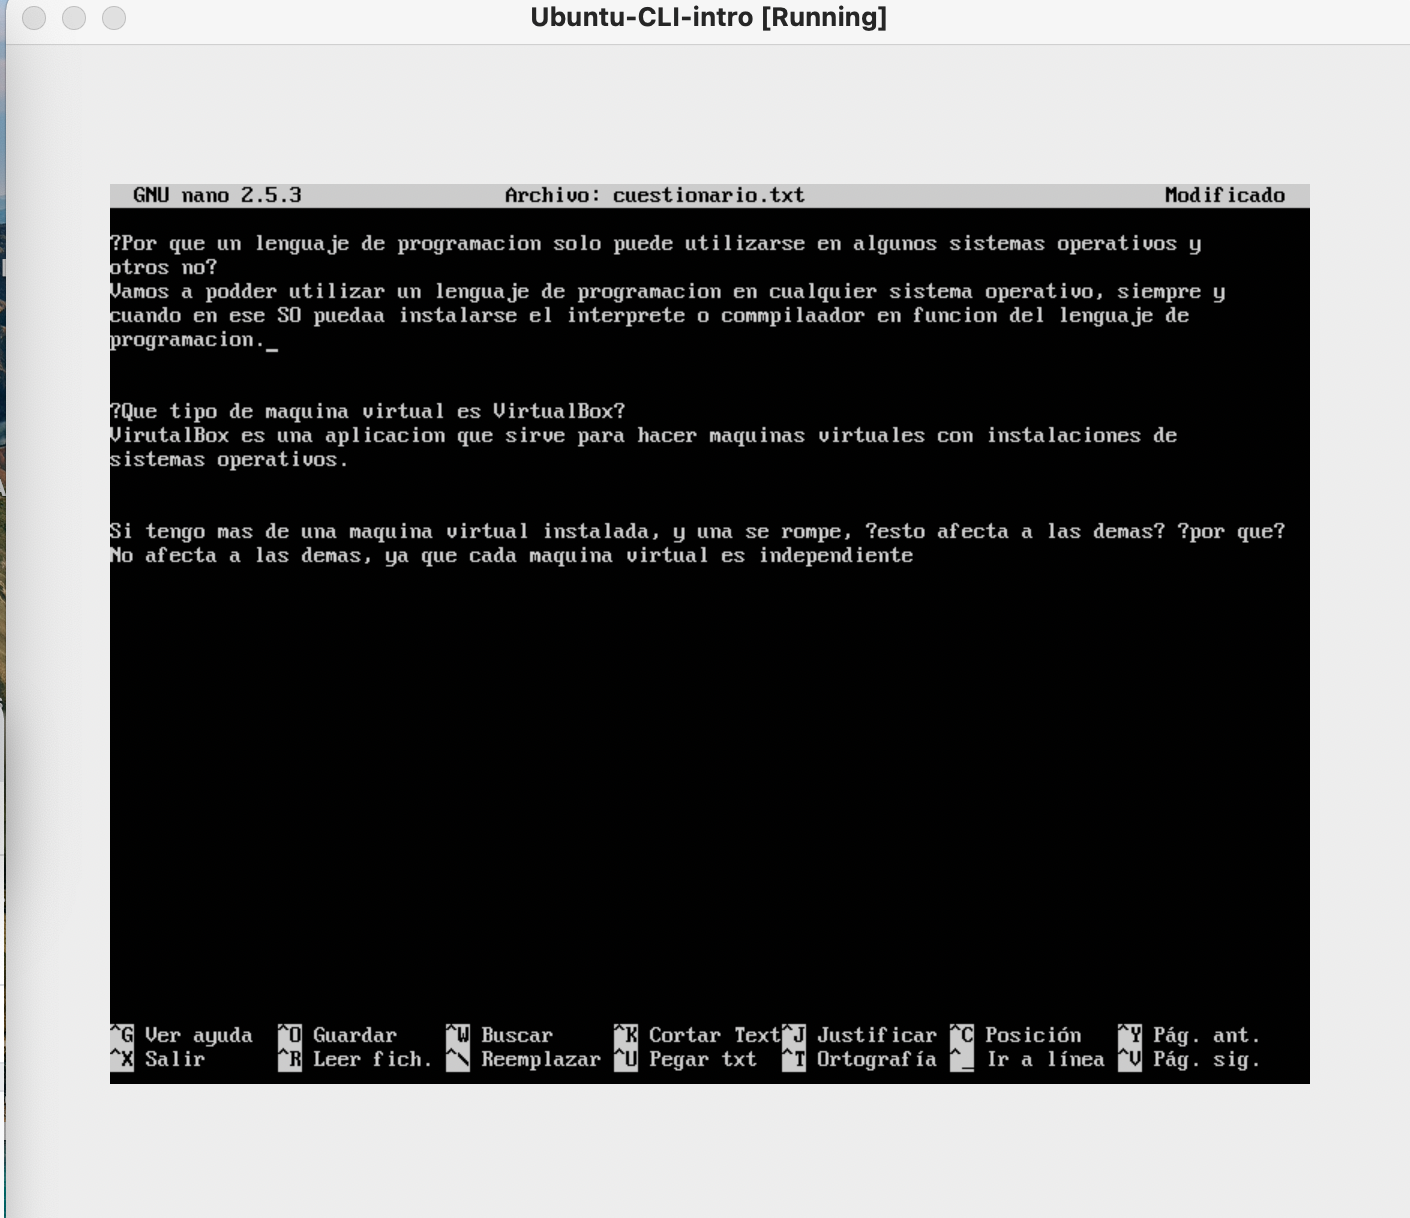 Ubuntu-CLI-intro [Running]
GNU nano 2.5.3 Archivo: cuestionario.txt Modificado
?Por que un lenguaje de programacion solo puede utilizarse en algunos sistemas operativos y
otros no?
Vamos a podder utilizar un lenguaje de programacion en cualquier sistema operativo, siempre y
cuando en ese SO puedaa instalarse el interprete o commpilaador en funcion del lenguaje de
programacion._
?Que tipo de maquina virtual es VirtualBox?
VirutalBox es una aplicacion que sirve para hacer maquinas virtuales con instalaciones de
sistemas operativos.
Si tengo mas de una maquina virtual instalada, y una se rompe, ?esto afecta a las demas? ?por que?
No afecta a las demas, ya que cada maquina virtual es independiente
^G Ver ayuda ^O Guardar ^W Buscar ^K Cortar Text ^J Justificar ^C Posición ^Y Pág. ant.
^X Salir ^R Leer fich. ^\ Reemplazar ^U Pegar txt ^T Ortografía ^_ Ir a línea ^V Pág. sig.